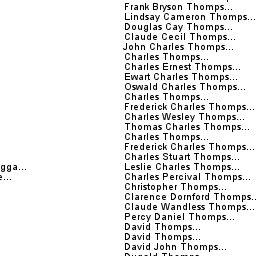 Frank Bryson Thomps...
Lindsay Cameron Thomps...
Douglas Cay Thomps...
Claude Cecil Thomps...
John Charles Thomps...
Charles Thomps...
Charles Ernest Thomps...
Ewart Charles Thomps...
Oswald Charles Thomps...
Charles Thomps...
Frederick Charles Thomps...
Charles Wesley Thomps...
Thomas Charles Thomps...
Charles Thomps...
Frederick Charles Thomps...
Charles Stuart Thomps...
gga... Leslie Charles Thomps...
e... Charles Percival Thomps...
Christopher Thomps...
Clarence Dornford Thomps..
Claude Wandless Thomps...
Percy Daniel Thomps...
David Thomps...
David Thomps...
David John Thomps...